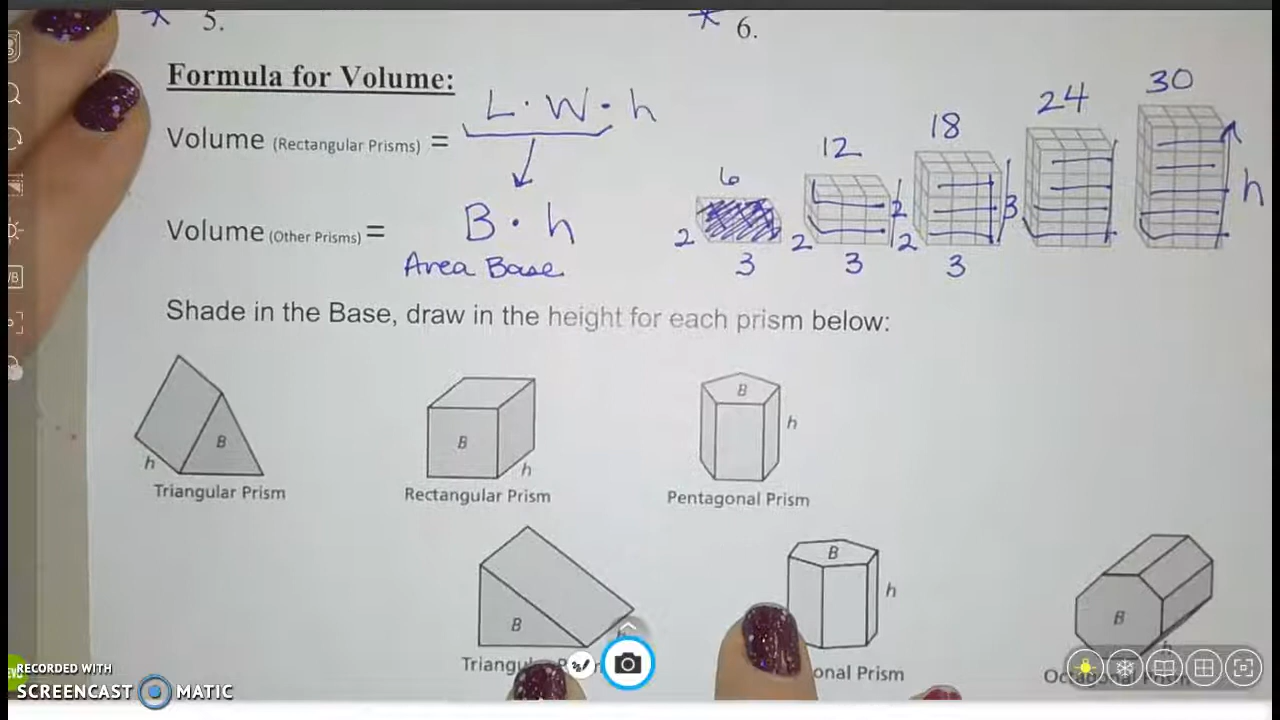 5. 6.
Formula for Volume:
L · W · h
Volume (Rectangular Prisms) =
B · h
Volume (Other Prisms) =
Area Base
6 12 18 24 30
2 3 2 3 2 2 3 3 h
Shade in the Base, draw in the height for each prism below:
B h
Triangular Prism
B h
Rectangular Prism
B h
Pentagonal Prism
B
B h
B
onal Prism
RECORDED WITH
SCREENCAST MATIC